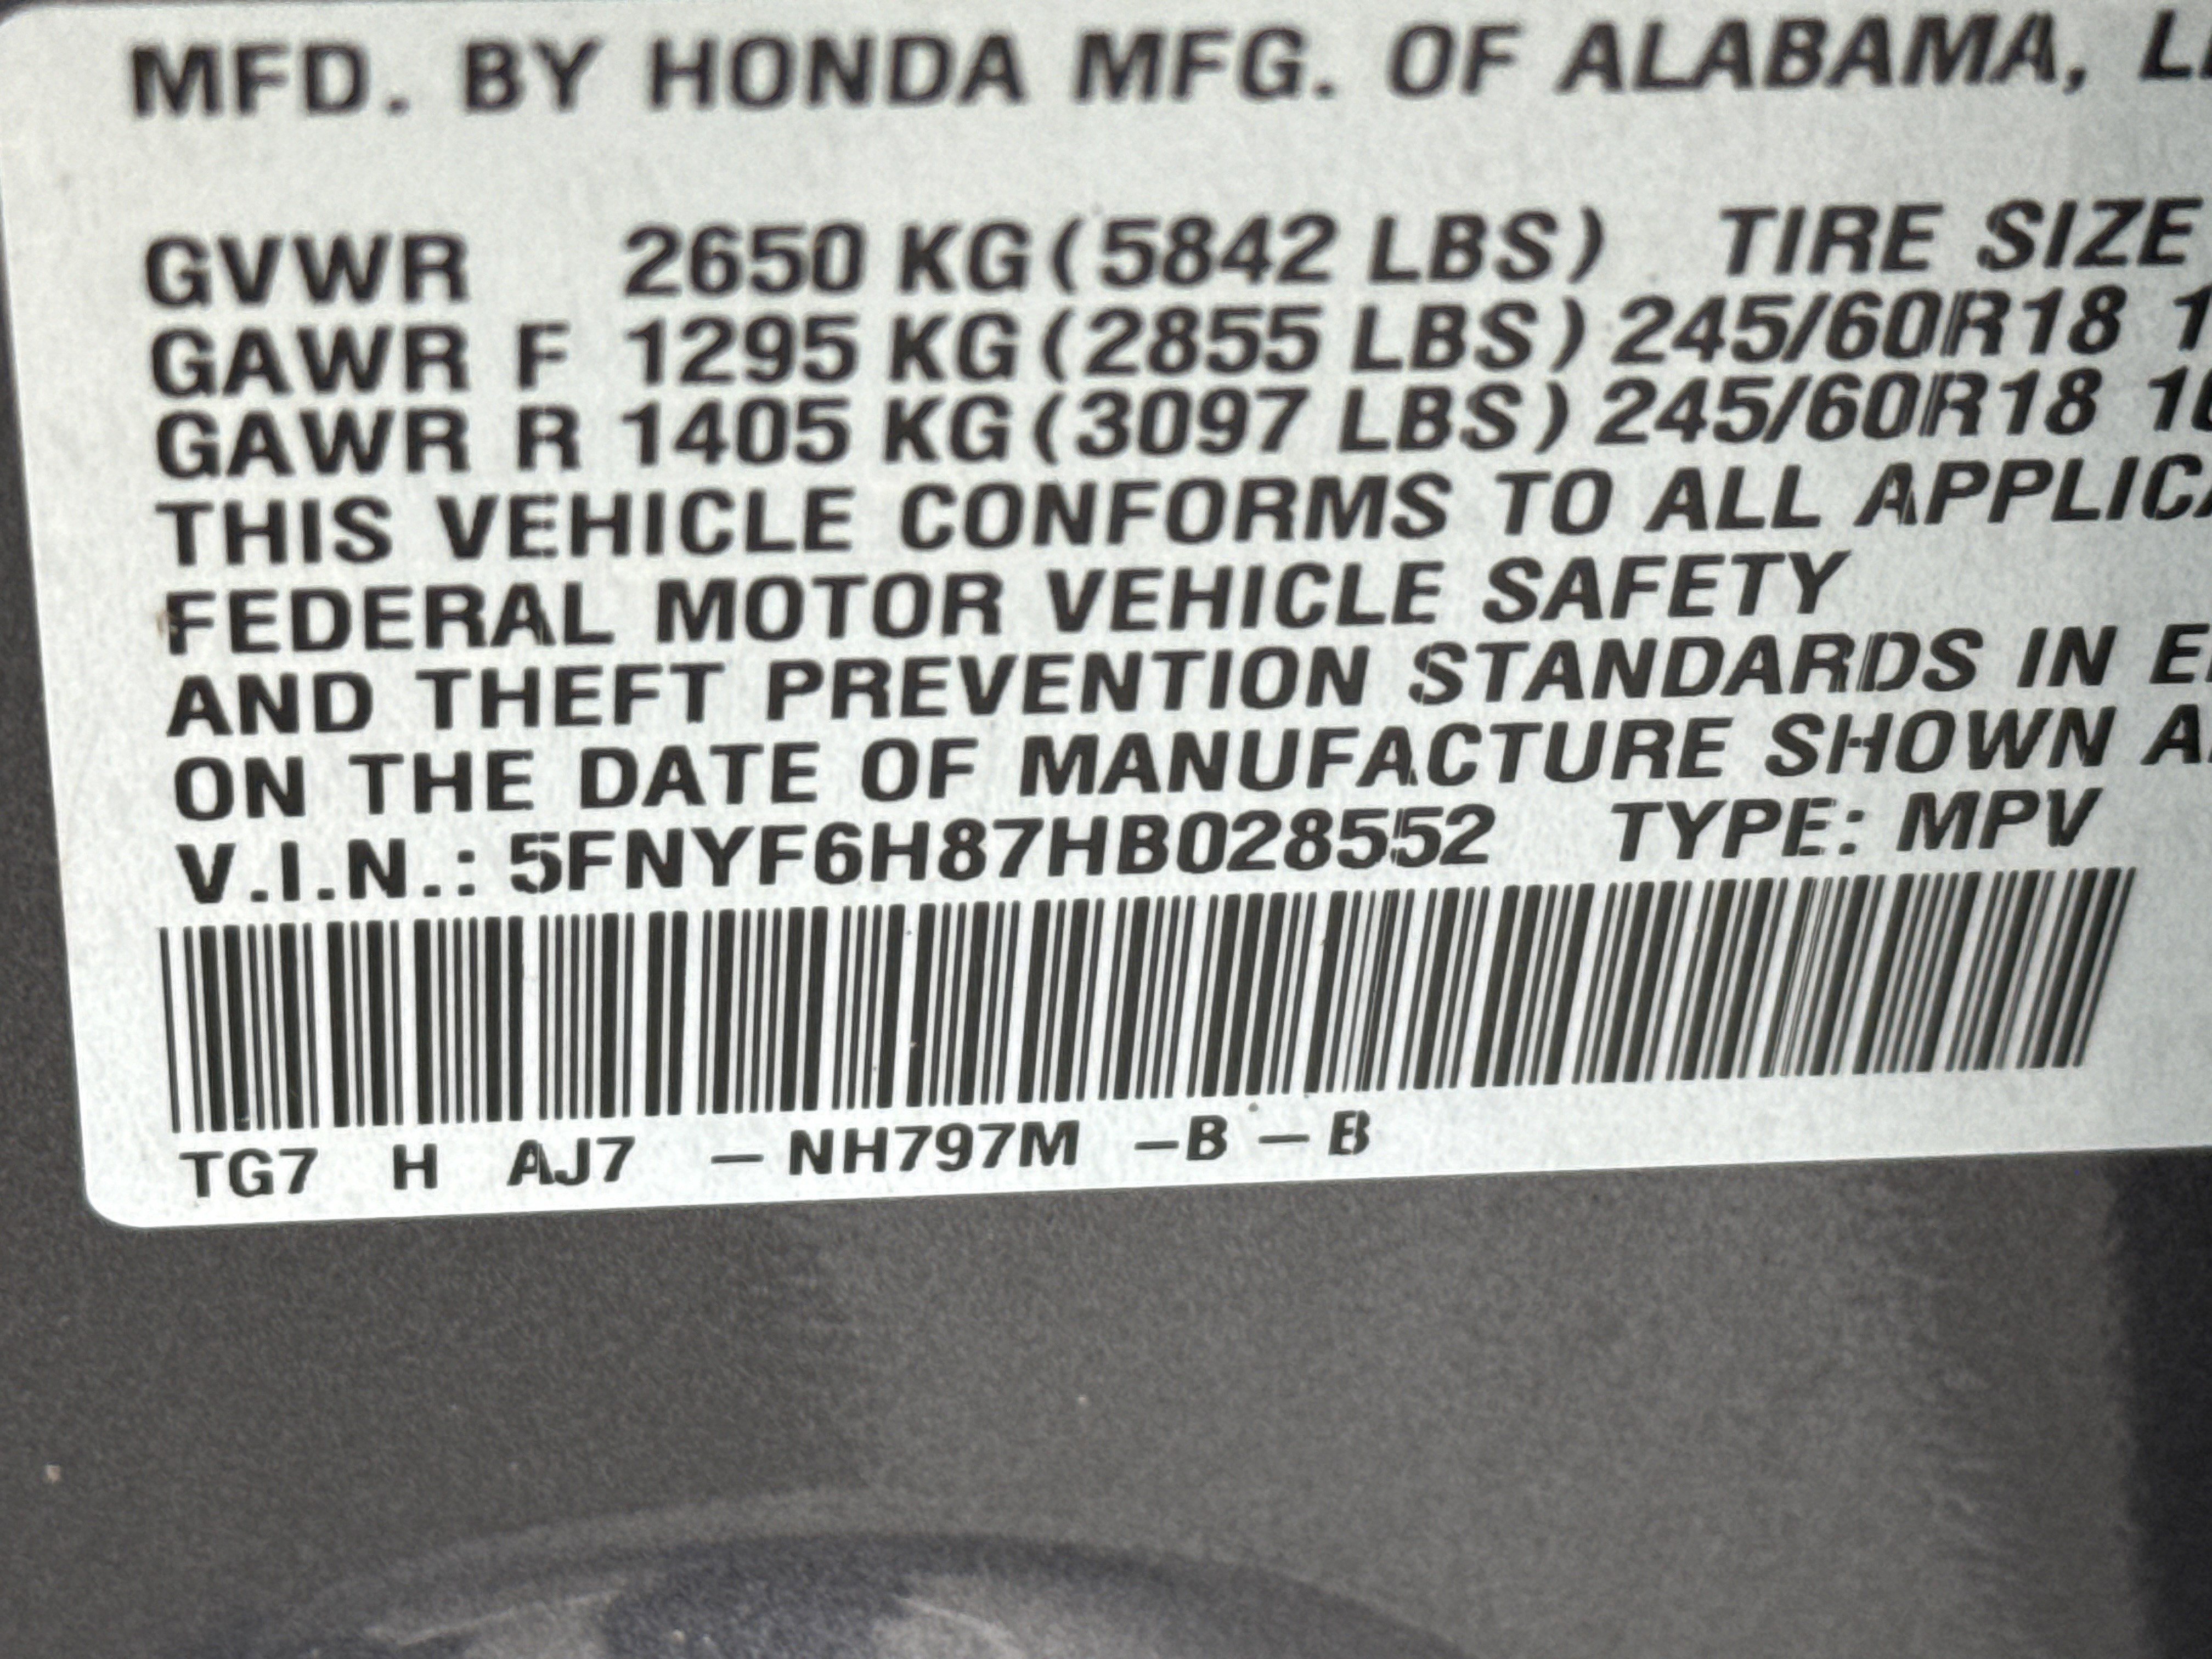 MFD. BY HONDA MFG. OF ALABAMA,
GVWR 2650 KG (5842 LBS) TIRE SIZE
GAWR F 1295 KG (2855 LBS) 245/60R18
GAWR R 1405 KG (3097 LBS) 245/60R18
THIS VEHICLE CONFORMS TO ALL
FEDERAL MOTOR VEHICLE SAFETY
AND THEFT PREVENTION STANDARDS IN
ON THE DATE OF MANUFACTURE SHOWN
V.I.N.: 5FNYF6H87HB028552 TYPE: MPV
TG7 H AJ7 – NH797M –B – B